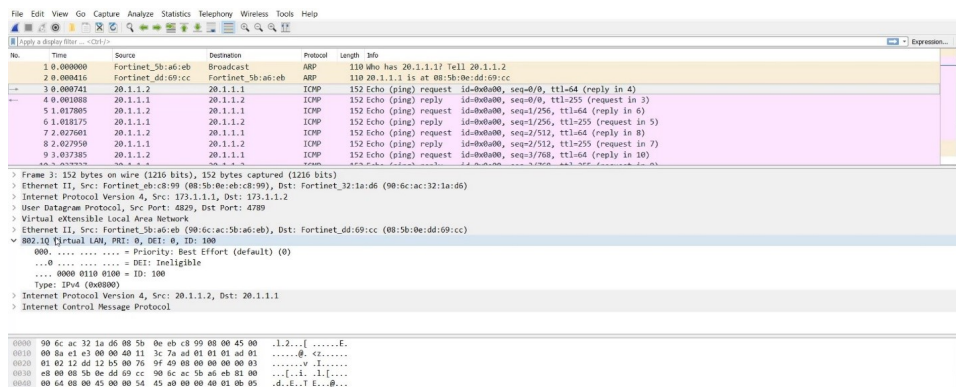 File Edit View Go Capture Analyze Statistics Telephony Wireless Tools Help
Apply a display filter ... <Ctrl-/>
Expression...
No. Time Source Destination Protocol Length Info
1 0.000000 Fortinet_5b:a6:eb Broadcast ARP 110 Who has 20.1.1.1? Tell 20.1.1.2
2 0.000416 Fortinet_dd:69:cc Fortinet_5b:a6:eb ARP 110 20.1.1.1 is at 08:5b:0e:dd:69:cc
3 0.000741 20.1.1.2 20.1.1.1 ICMP 152 Echo (ping) request id=0x0a00, seq=0/0, ttl=64 (reply in 4)
4 0.001088 20.1.1.1 20.1.1.2 ICMP 152 Echo (ping) reply id=0x0a00, seq=0/0, ttl=255 (request in 3)
5 1.017805 20.1.1.2 20.1.1.1 ICMP 152 Echo (ping) request id=0x0a00, seq=1/256, ttl=64 (reply in 6)
6 1.018175 20.1.1.1 20.1.1.2 ICMP 152 Echo (ping) reply id=0x0a00, seq=1/256, ttl=255 (request in 5)
7 2.027601 20.1.1.2 20.1.1.1 ICMP 152 Echo (ping) request id=0x0a00, seq=2/512, ttl=64 (reply in 8)
8 2.027950 20.1.1.1 20.1.1.2 ICMP 152 Echo (ping) reply id=0x0a00, seq=2/512, ttl=255 (request in 7)
9 3.037385 20.1.1.2 20.1.1.1 ICMP 152 Echo (ping) request id=0x0a00, seq=3/768, ttl=64 (reply in 10)
> Frame 3: 152 bytes on wire (1216 bits), 152 bytes captured (1216 bits)
> Ethernet II, Src: Fortinet_eb:c8:99 (08:5b:0e:eb:c8:99), Dst: Fortinet_32:1a:d6 (90:6c:ac:32:1a:d6)
> Internet Protocol Version 4, Src: 173.1.1.1, Dst: 173.1.1.2
> User Datagram Protocol, Src Port: 4829, Dst Port: 4789
> Virtual eXtensible Local Area Network
> Ethernet II, Src: Fortinet_5b:a6:eb (90:6c:ac:5b:a6:eb), Dst: Fortinet_dd:69:cc (08:5b:0e:dd:69:cc)
802.1Q Virtual LAN, PRI: 0, DEI: 0, ID: 100
000. .... .... .... = Priority: Best Effort (default) (0)
...0 .... .... .... = DEI: Ineligible
.... 0000 0110 0100 = ID: 100
Type: IPv4 (0x0800)
> Internet Protocol Version 4, Src: 20.1.1.2, Dst: 20.1.1.1
> Internet Control Message Protocol
0000 90 6c ac 32 1a d6 08 5b 0e eb c8 99 08 00 45 00 .l.2...[ ......E.
0010 00 8a e1 e3 00 00 40 11 3c 7a ad 01 01 01 ad 01 ......@. <z......
0020 01 02 12 dd 12 b5 00 76 9f 49 08 00 00 00 00 03 .......v .I......
0030 e8 00 08 5b 0e dd 69 cc 90 6c ac 5b a6 eb 81 00 ...[..i. .l.[....
0040 00 64 08 00 45 00 00 54 45 a0 00 00 40 01 0b 05 .d..E..T E...@...